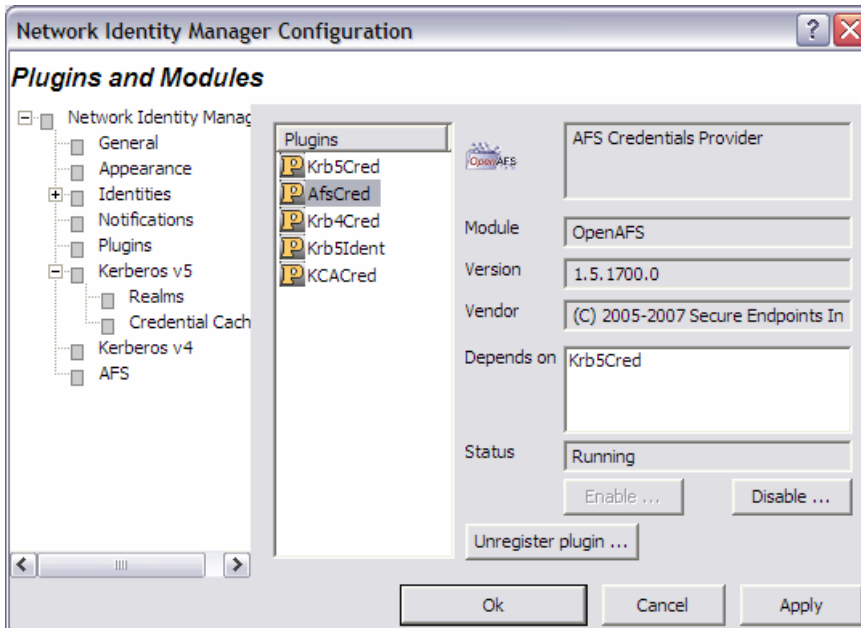 Network Identity Manager Configuration
Plugins and Modules
Network Identity Manag
General
Appearance
Identities
Notifications
Plugins
Kerberos v5
Realms
Credential Cach
Kerberos v4
AFS
Plugins
Krb5Cred
AfsCred
Krb4Cred
Krb5Ident
KCACred
OpenAFS
AFS Credentials Provider
Module
OpenAFS
Version
1.5.1700.0
Vendor
(C) 2005-2007 Secure Endpoints In
Depends on
Krb5Cred
Status
Running
Enable ...
Disable ...
Unregister plugin ...
Ok
Cancel
Apply